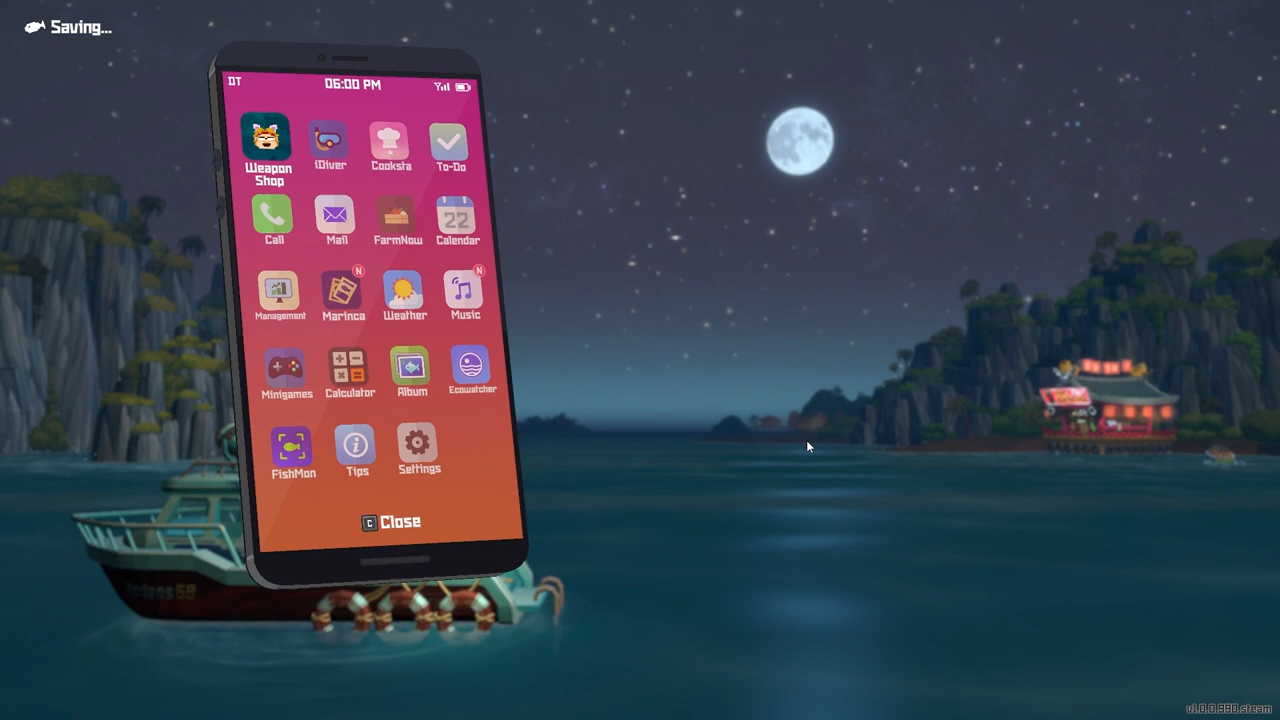 Saving...
DT
06:00 PM
Weapon
Shop
iDiver
Cooksta
To-Do
Call
Mail
FarmNow
22
Calendar
Management
N
Marinca
Weather
N
Music
Minigames
Calculator
Album
Ecowatcher
FishMon
Tips
Settings
C Close
v1.0.0.990.steam